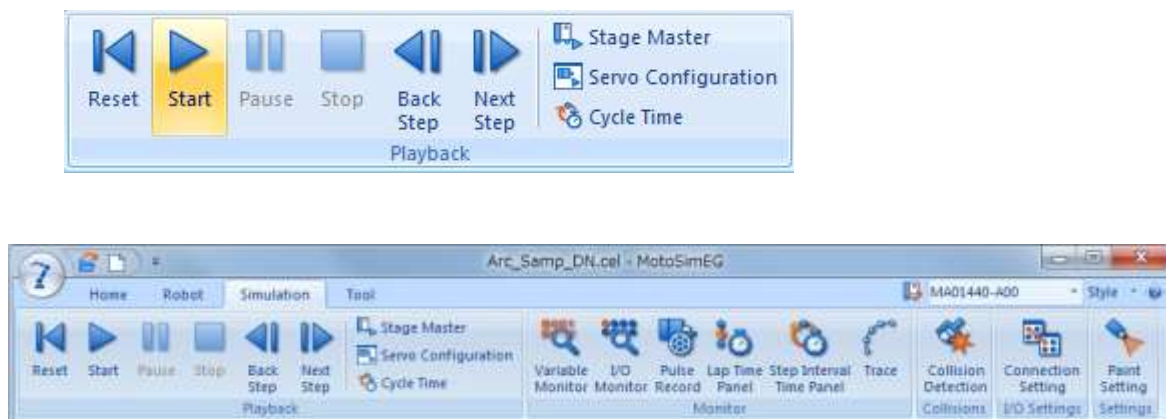 Reset Start Pause Stop Back Step Next Step Stage Master
Servo Configuration
Cycle Time
Playback
Arc_Samp_DN.cel - MotoSimEG
Home Robot Simulation Tool MA01440-A00 Style
Reset Start Pause Stop Back Step Next Step Stage Master
Servo Configuration
Cycle Time
Variable Monitor I/O Monitor Pulse Record Lap Time Panel Step Interval Time Panel Trace Collision Detection Connection Setting Paint Setting
Playback Monitor Collisions I/O Settings Settings